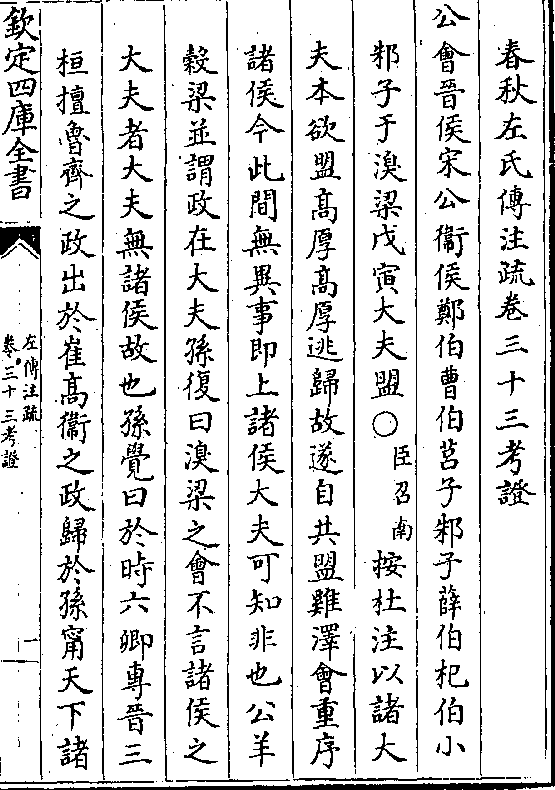 春秋左氏傳注疏卷三十三考證
公會晉侯宋公衞侯鄭伯曹伯莒子邾子薛伯杞伯小
邾子于湨梁戊寅大夫盟○臣召南按杜注以諸大
夫本欲盟高厚高厚逃歸故遂自共盟雞澤會重序
諸侯今此間無異事即上諸侯大夫可知非也公羊
穀梁並謂政在大夫孫復曰湨梁之會不言諸侯之
大夫者大夫無諸侯故也孫覺曰於時六卿專晉三
桓擅魯齊之政出於崔高衞之政歸於孫甯天下諸
欽定四庫全書
左傳注疏
卷三十三考證
一